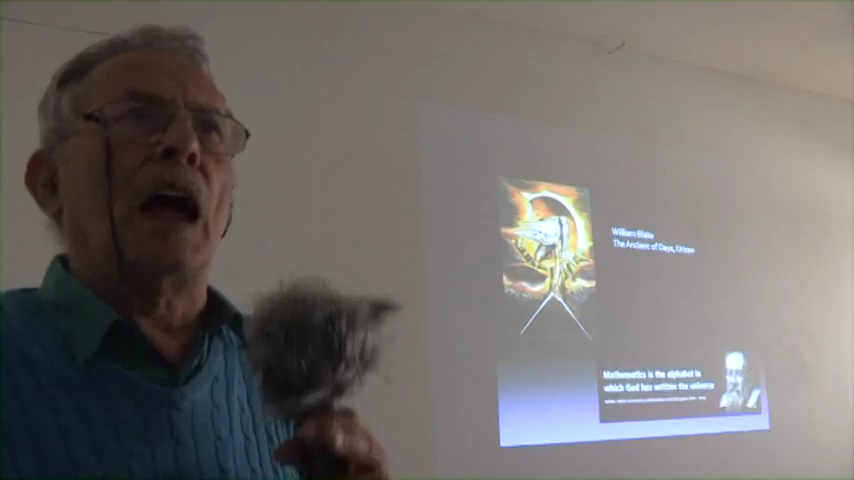 William Blake
The Ancient of Days, Urizen
Mathematics is the alphabet in
which God has written the universe